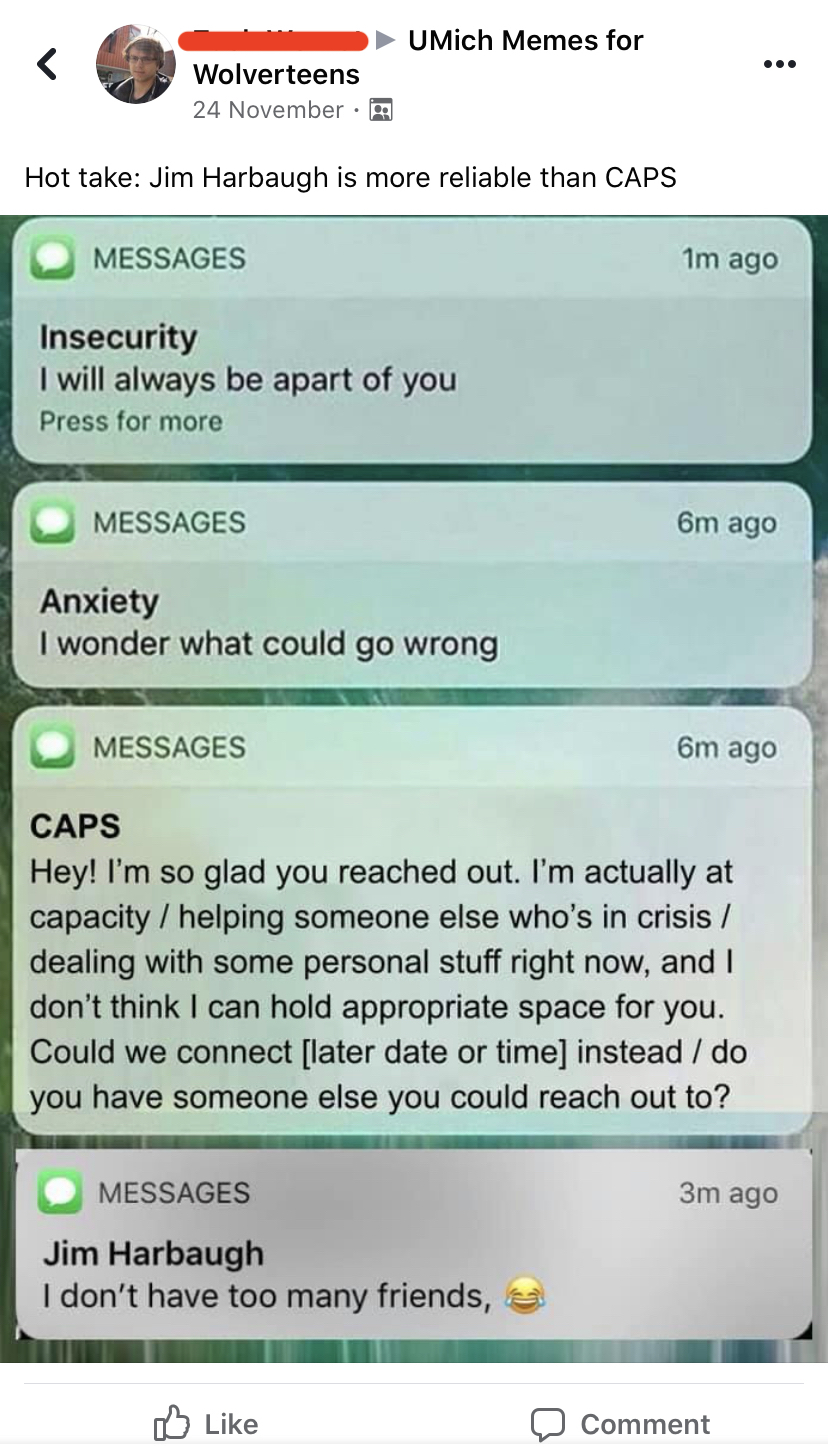 UMich Memes for
Wolverteens
24 November ·
Hot take: Jim Harbaugh is more reliable than CAPS
MESSAGES 1m ago
Insecurity
I will always be apart of you
Press for more
MESSAGES 6m ago
Anxiety
I wonder what could go wrong
MESSAGES 6m ago
CAPS
Hey! I'm so glad you reached out. I'm actually at
capacity / helping someone else who's in crisis /
dealing with some personal stuff right now, and I
don't think I can hold appropriate space for you.
Could we connect [later date or time] instead / do
you have someone else you could reach out to?
MESSAGES 3m ago
Jim Harbaugh
I don't have too many friends, 😂
Like Comment